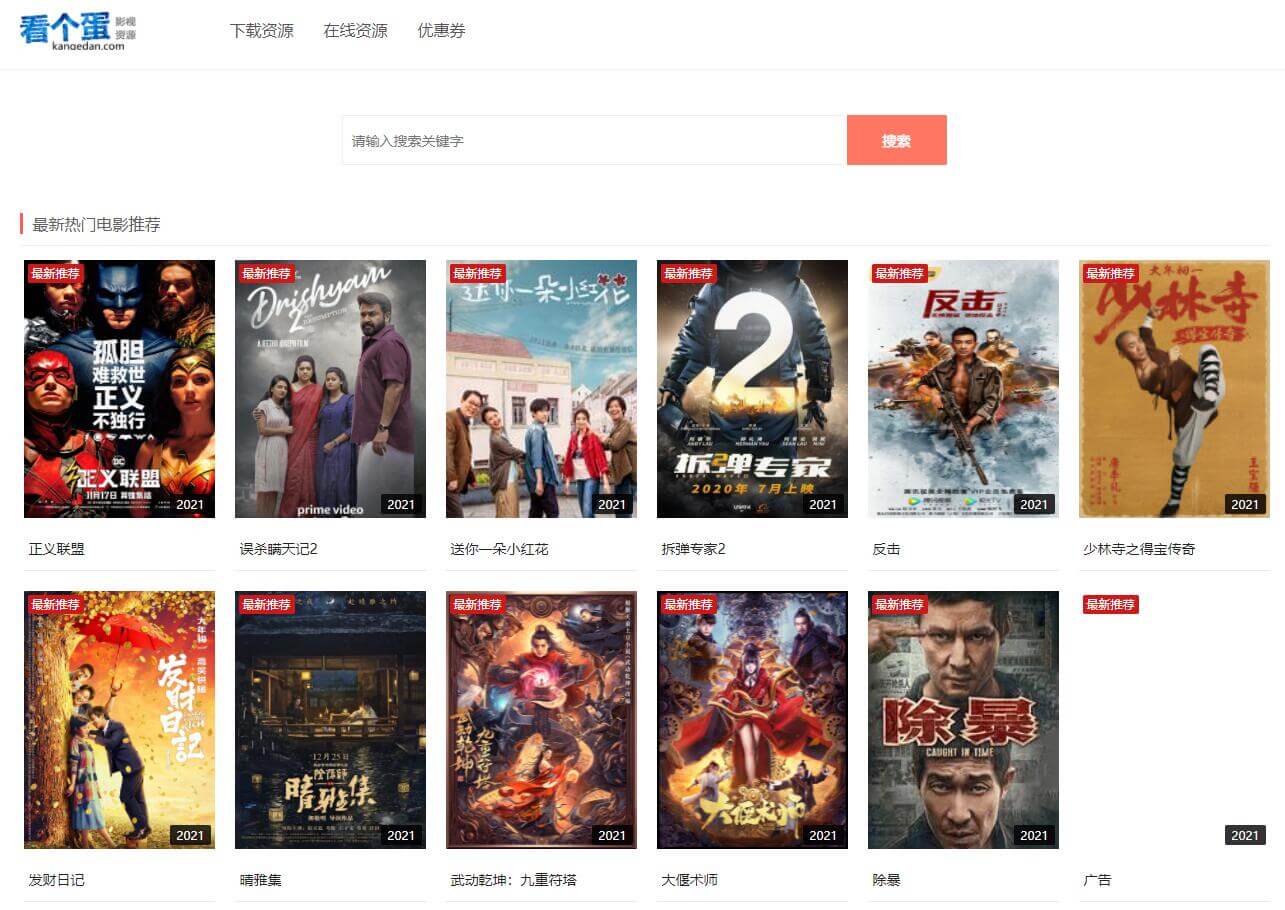 看个蛋 影视资源
kangedan.com
下载资源 在线资源 优惠券
请输入搜索关键字 搜索
最新热门电影推荐
最新推荐
孤胆
难救世
正义
不独行
DC
正义联盟
11月17日
2021
最新推荐
Drishyam
2
prime video
2021
最新推荐
送你一朵小红花
2021
最新推荐
2
拆弹专家
2020年 7月上映
2021
最新推荐
反击
2021
最新推荐
大年初一
少林寺
2021
正义联盟
误杀瞒天记2
送你一朵小红花
拆弹专家2
反击
少林寺之得宝传奇
最新推荐
发财日记
2021
最新推荐
12月25日
晴雅集
2021
最新推荐
武动乾坤
九重符塔
2021
最新推荐
大偃术师
2021
最新推荐
除暴
CAUGHT IN TIME
2021
最新推荐
2021
发财日记
晴雅集
武动乾坤：九重符塔
大偃术师
除暴
广告